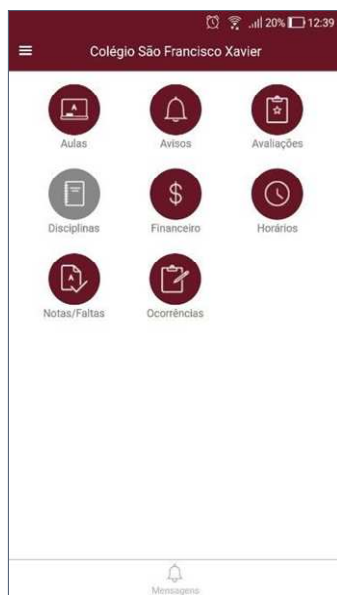 20% 12:39
Colégio São Francisco Xavier
Aulas Avisos Avaliações
Disciplinas Financeiro Horários
Notas/Faltas Ocorrências
Mensagens